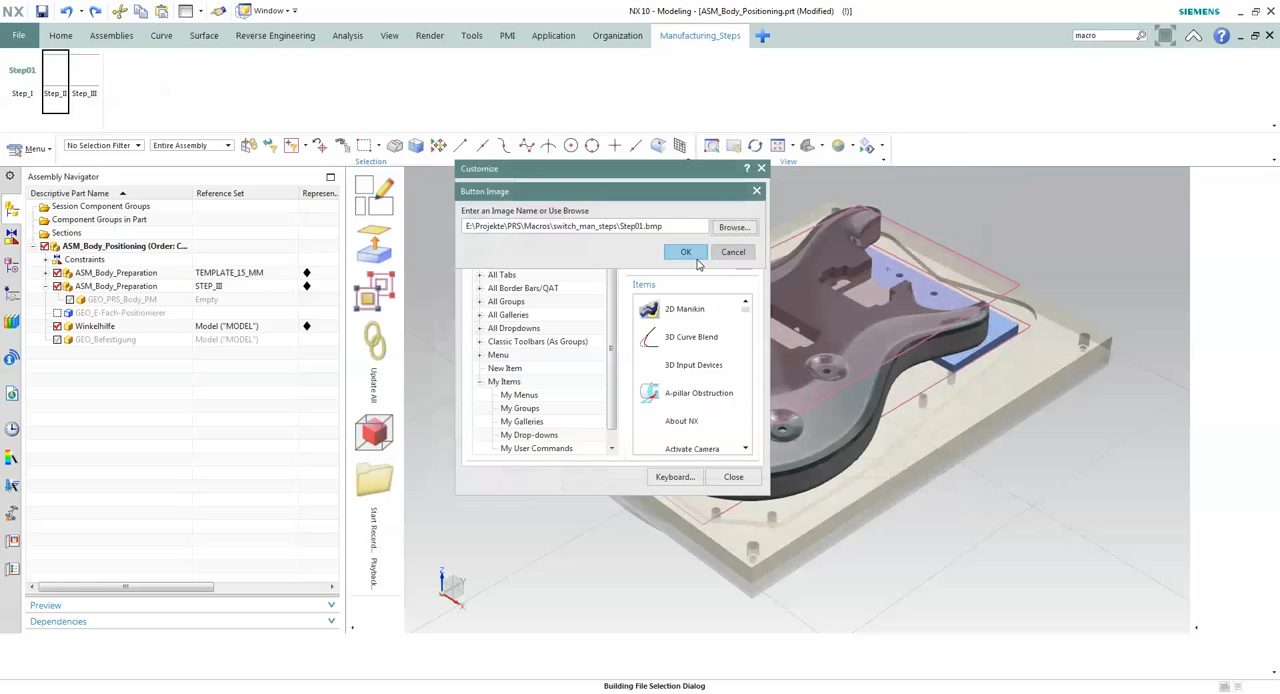 NX
Window
NX 10 - Modeling - [ASM_Body_Positioning.prt (Modified) (!)]
SIEMENS
File Home Assemblies Curve Surface Reverse Engineering Analysis View Render Tools PMI Application Organization Manufacturing_Steps
macro
Step01
Step_I Step_II Step_III
Menu
No Selection Filter
Entire Assembly
Selection
View
Assembly Navigator
Descriptive Part Name Reference Set Represen...
Session Component Groups
Component Groups in Part
Sections
ASM_Body_Positioning (Order: C...
Constraints
ASM_Body_Preparation TEMPLATE_15_MM
ASM_Body_Preparation STEP_III
GEO_PRS_Body_PM Empty
GEO_E-Fach-Positionierer
Winkelhilfe Model ("MODEL")
GEO_Befestigung Model ("MODEL")
Preview
Dependencies
Update All
Start Record...
Playback...
Customize
Button Image
Enter an Image Name or Use Browse
E:\Projekte\PRS\Macros\switch_man_steps\Step01.bmp
Browse...
OK
Cancel
All Tabs
All Border Bars/QAT
All Groups
All Galleries
All Dropdowns
Classic Toolbars (As Groups)
Menu
New Item
My Items
My Menus
My Groups
My Galleries
My Drop-downs
My User Commands
Items
2D Manikin
3D Curve Blend
3D Input Devices
A-pillar Obstruction
About NX
Activate Camera
Keyboard...
Close
Z
X
Building File Selection Dialog